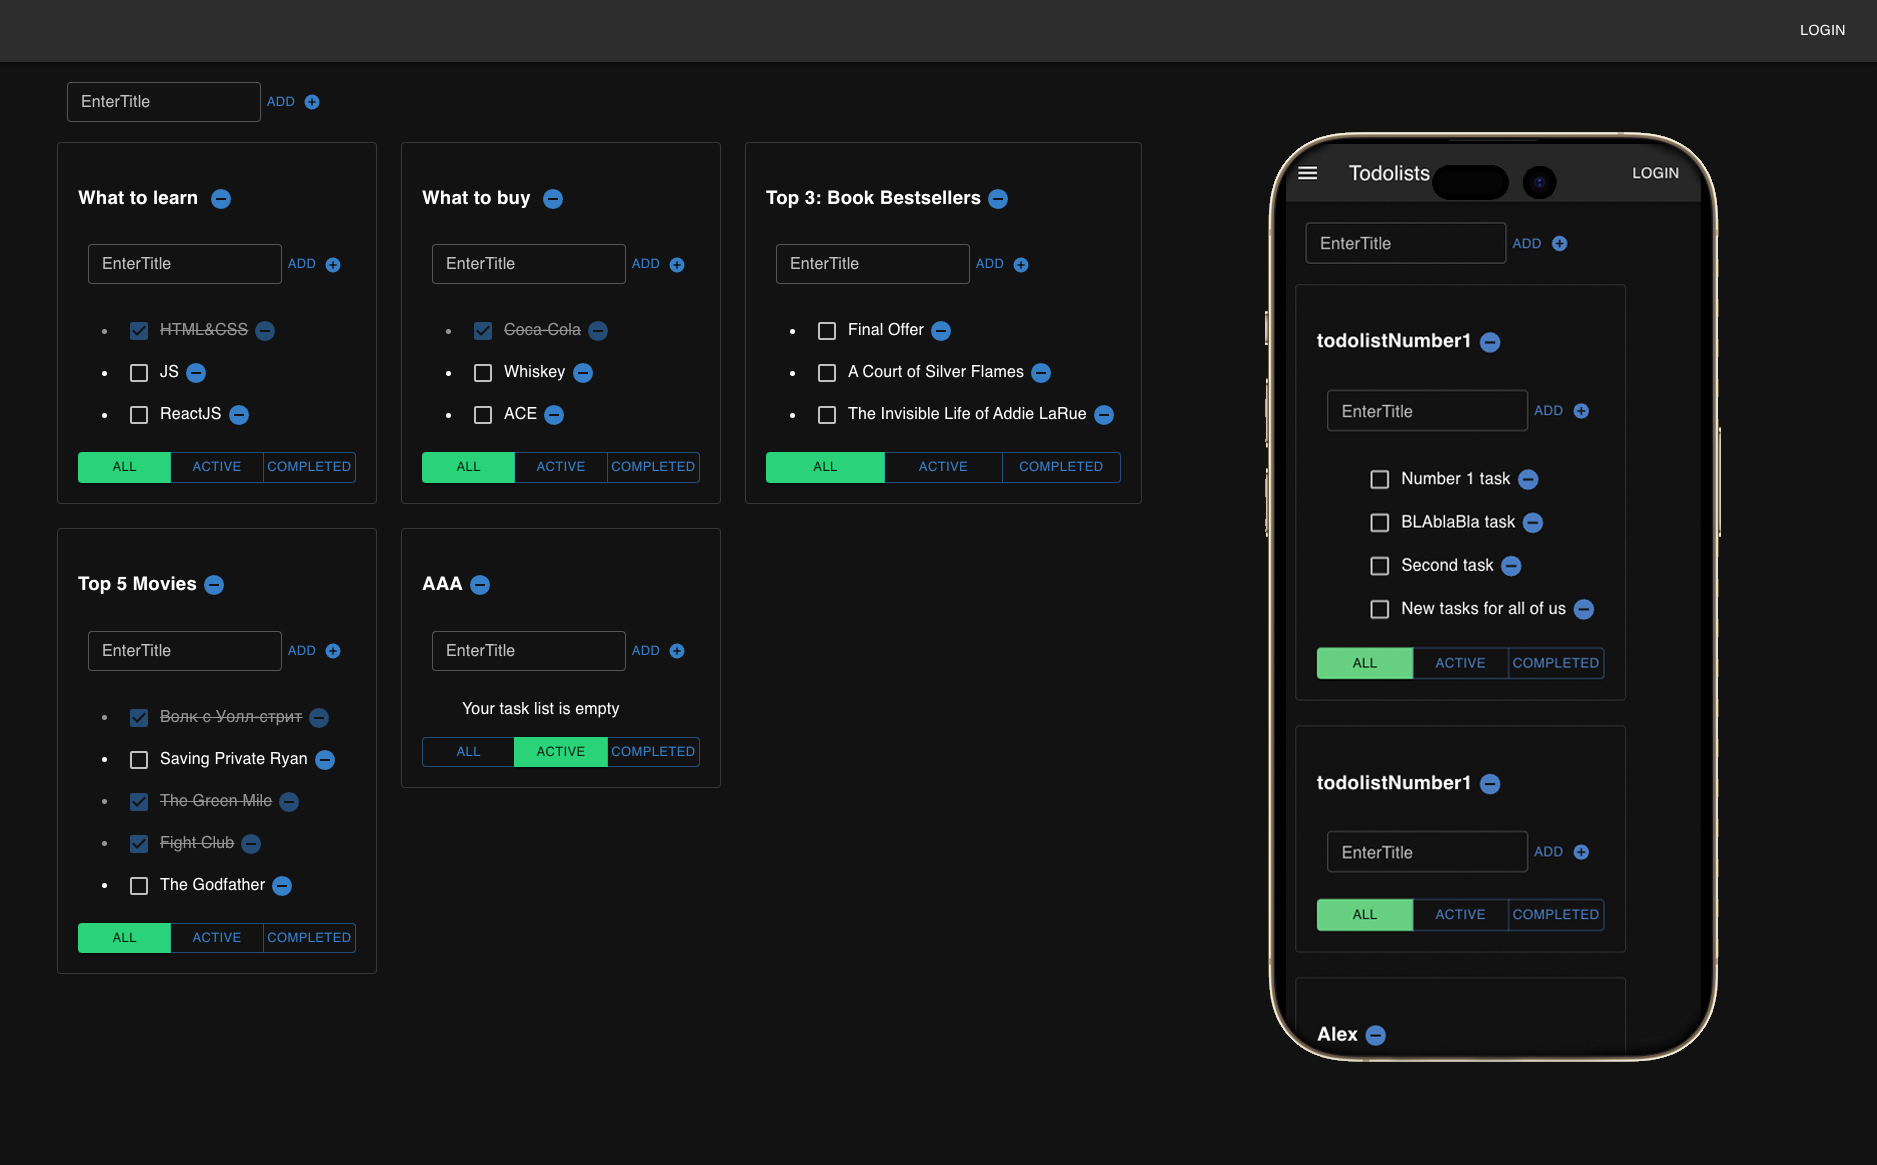 LOGIN
EnterTitle ADD
What to learn
EnterTitle ADD
HTML&CSS
JS
ReactJS
ALL ACTIVE COMPLETED
What to buy
EnterTitle ADD
Coca-Cola
Whiskey
ACE
ALL ACTIVE COMPLETED
Top 3: Book Bestsellers
EnterTitle ADD
Final Offer
A Court of Silver Flames
The Invisible Life of Addie LaRue
ALL ACTIVE COMPLETED
Top 5 Movies
EnterTitle ADD
Волк с Уолл-стрит
Saving Private Ryan
The Green Mile
Fight Club
The Godfather
ALL ACTIVE COMPLETED
AAA
EnterTitle ADD
Your task list is empty
ALL ACTIVE COMPLETED
Todolists LOGIN
EnterTitle ADD
todolistNumber1
EnterTitle ADD
Number 1 task
BLAblaBla task
Second task
New tasks for all of us
ALL ACTIVE COMPLETED
todolistNumber1
EnterTitle ADD
ALL ACTIVE COMPLETED
Alex